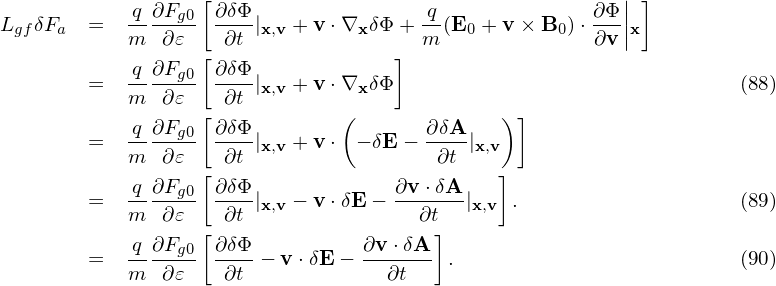 $L_{gf}\delta F_a = \frac{q}{m}\frac{\partial F_{g0}}{\partial \varepsilon}\left[\frac{\partial \delta\Phi}{\partial t}|_{\mathbf{x},\mathbf{v}} + \mathbf{v}\cdot\nabla_{\mathbf{x}}\delta\Phi + \frac{q}{m}(\mathbf{E}_0 + \mathbf{v}\times\mathbf{B}_0)\cdot\left.\frac{\partial \Phi}{\partial \mathbf{v}}\right|_{\mathbf{x}}\right]$
$= \frac{q}{m}\frac{\partial F_{g0}}{\partial \varepsilon}\left[\frac{\partial \delta\Phi}{\partial t}|_{\mathbf{x},\mathbf{v}} + \mathbf{v}\cdot\nabla_{\mathbf{x}}\delta\Phi\right]$ (88)
$= \frac{q}{m}\frac{\partial F_{g0}}{\partial \varepsilon}\left[\frac{\partial \delta\Phi}{\partial t}|_{\mathbf{x},\mathbf{v}} + \mathbf{v}\cdot\left(-\delta\mathbf{E} - \frac{\partial \delta\mathbf{A}}{\partial t}|_{\mathbf{x},\mathbf{v}}\right)\right]$
$= \frac{q}{m}\frac{\partial F_{g0}}{\partial \varepsilon}\left[\frac{\partial \delta\Phi}{\partial t}|_{\mathbf{x},\mathbf{v}} - \mathbf{v}\cdot\delta\mathbf{E} - \frac{\partial \mathbf{v}\cdot\delta\mathbf{A}}{\partial t}|_{\mathbf{x},\mathbf{v}}\right].$ (89)
$= \frac{q}{m}\frac{\partial F_{g0}}{\partial \varepsilon}\left[\frac{\partial \delta\Phi}{\partial t} - \mathbf{v}\cdot\delta\mathbf{E} - \frac{\partial \mathbf{v}\cdot\delta\mathbf{A}}{\partial t}\right].$ (90)